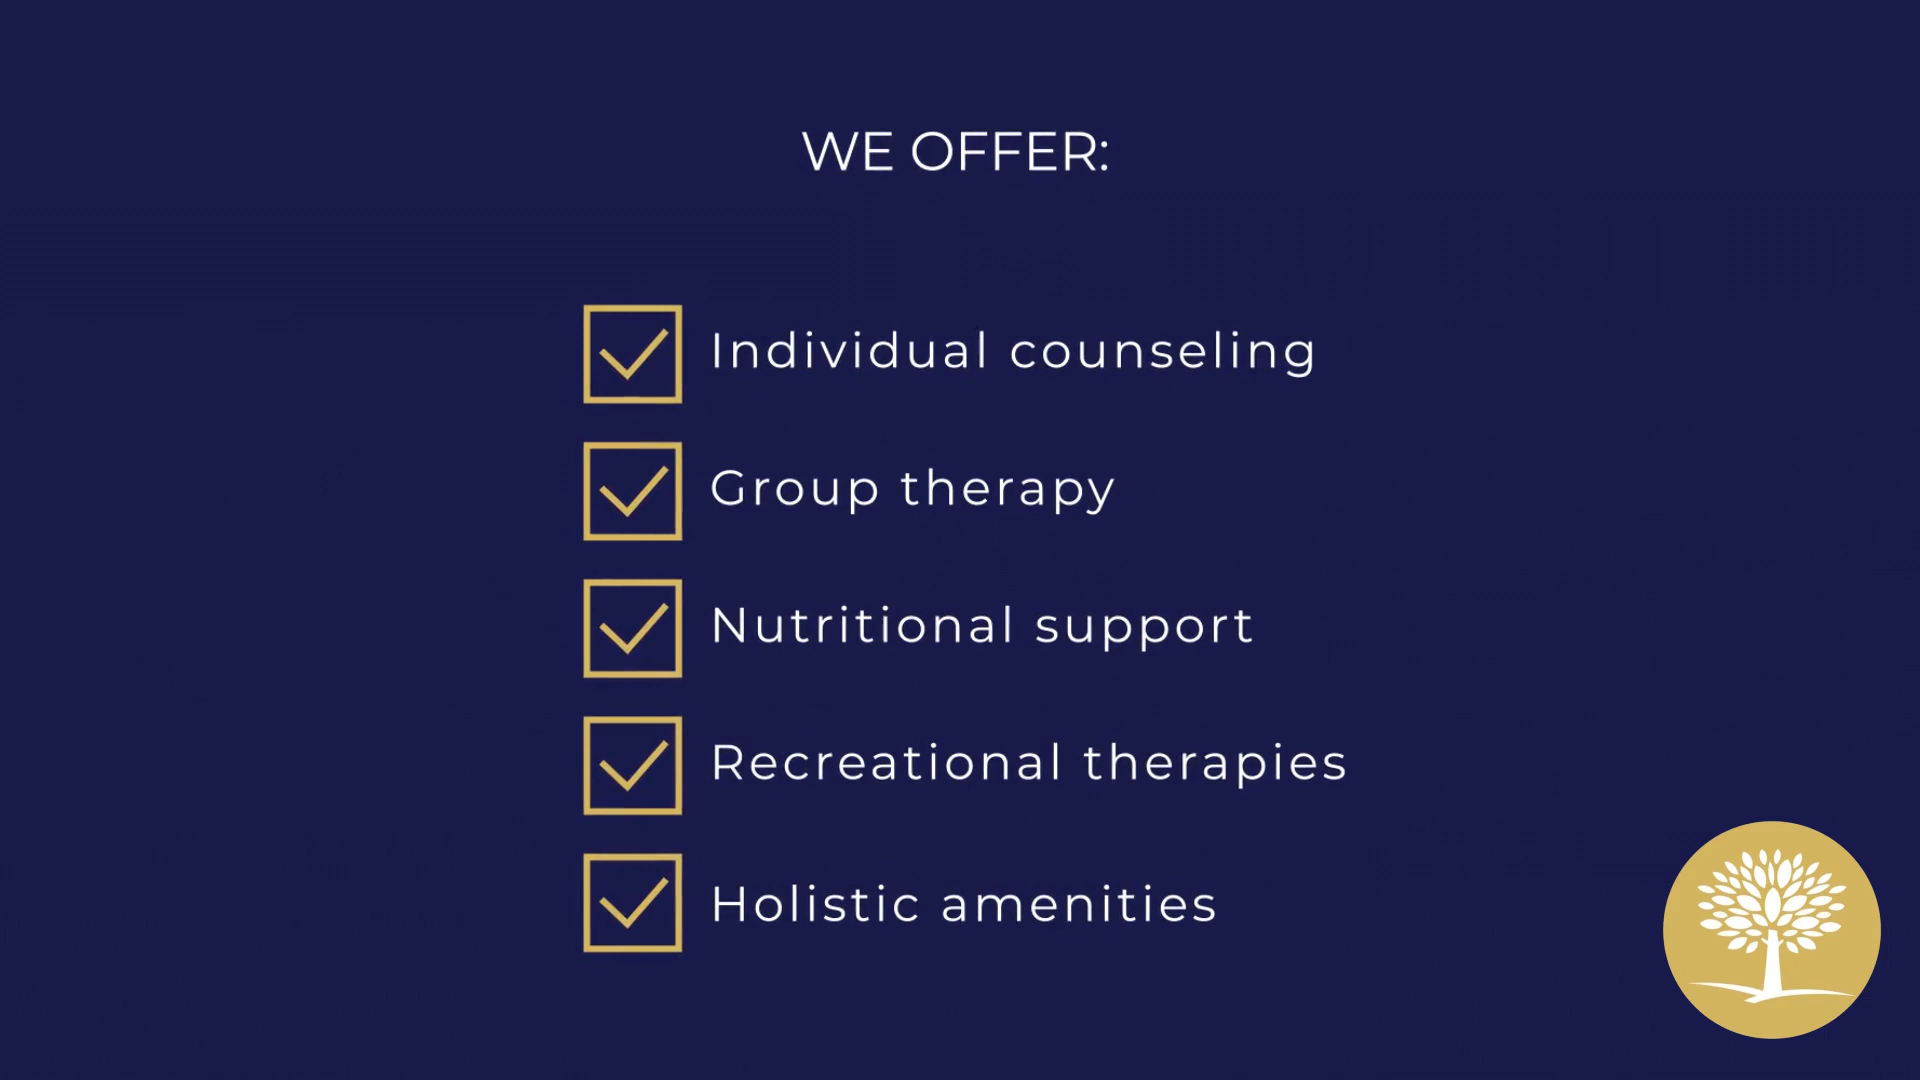 WE OFFER:
Individual counseling
Group therapy
Nutritional support
Recreational therapies
Holistic amenities